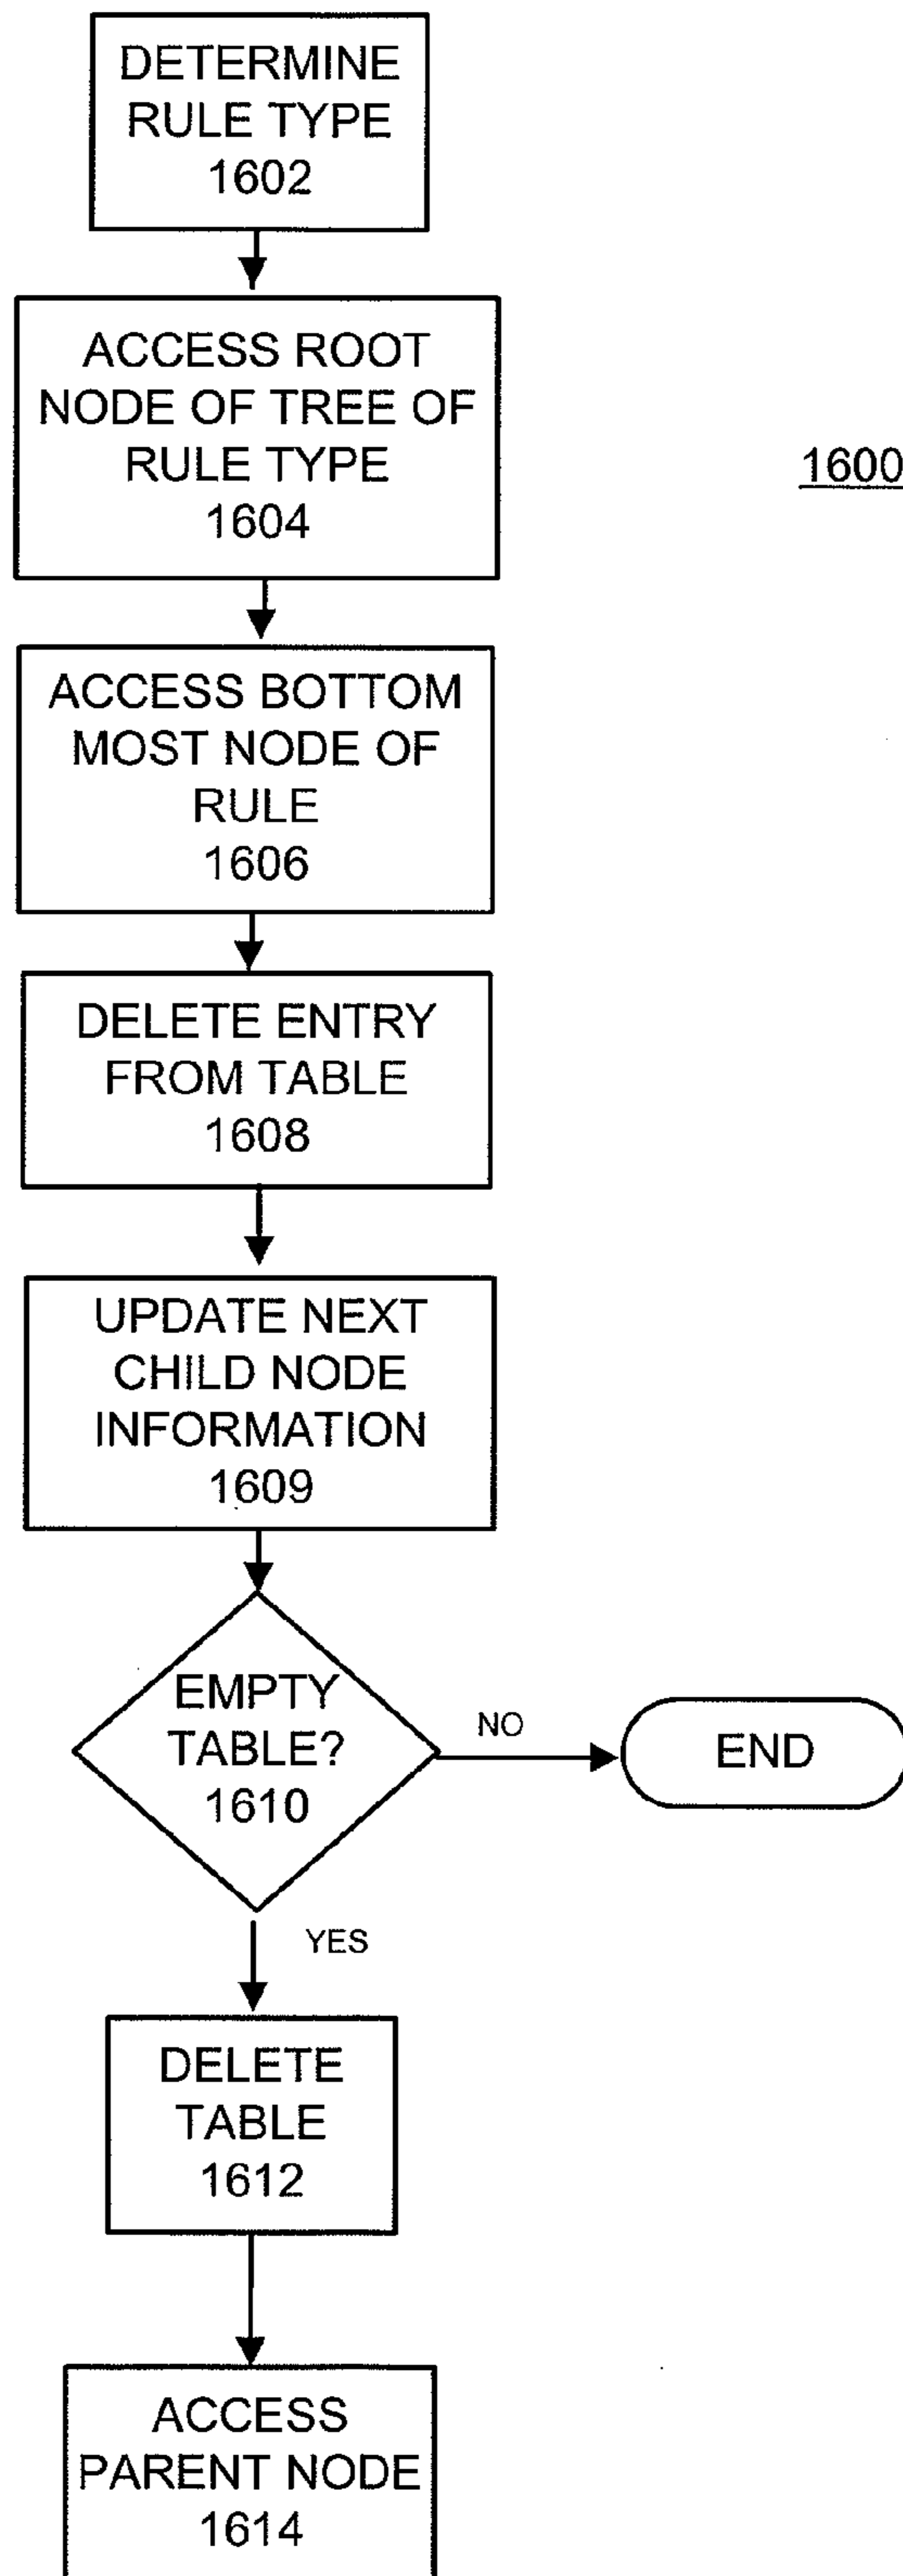 DETERMINE
RULE TYPE
1602
ACCESS ROOT
NODE OF TREE OF
RULE TYPE
1604
1600
ACCESS BOTTOM
MOST NODE OF
RULE
1606
DELETE ENTRY
FROM TABLE
1608
UPDATE NEXT
CHILD NODE
INFORMATION
1609
EMPTY
TABLE?
1610
NO
END
YES
DELETE
TABLE
1612
ACCESS
PARENT NODE
1614